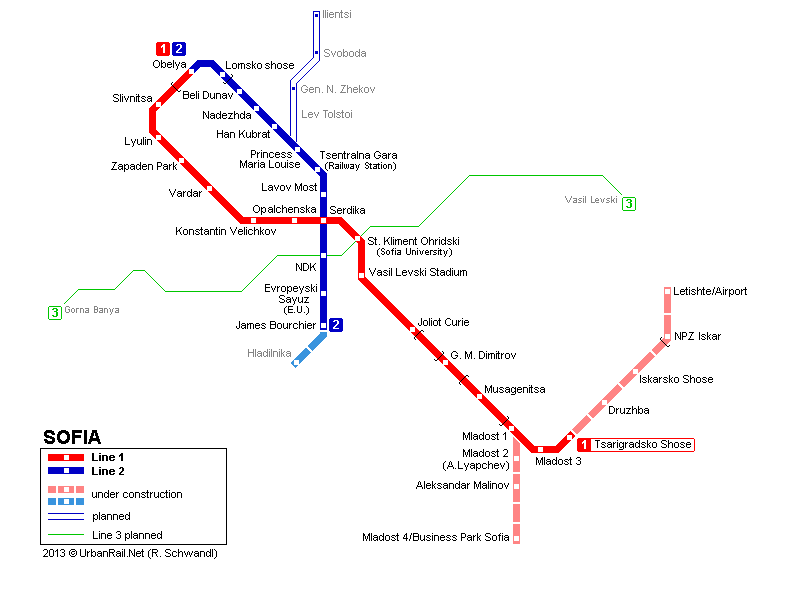 Ilientsi
Svoboda
1 2
Obelya
Lomsko shose
Gen. N. Zhekov
Slivnitsa
Beli Dunav
Nadezhda
Lev Tolstoi
Han Kubrat
Lyulin
Princess
Maria Louise
Tsentralna Gara
(Railway Station)
Zapaden Park
Vardar
Lavov Most
Vasil Levski
3
Opalchenska
Serdika
Konstantin Velichkov
St. Kliment Ohridski
(Sofia University)
NDK
Vasil Levski Stadium
Evropeyski
Sayuz
(E.U.)
Letishte/Airport
3
Gorna Banya
James Bourchier
2
Joliot Curie
NPZ Iskar
Hladilnika
G. M. Dimitrov
Iskarsko Shose
Musagenitsa
Druzhba
Mladost 1
1 Tsarigradsko Shose
Mladost 2
(A.Lyapchev)
Mladost 3
Aleksandar Malinov
Mladost 4/Business Park Sofia
SOFIA
Line 1
Line 2
under construction
planned
Line 3 planned
2013 © UrbanRail.Net (R. Schwandl)